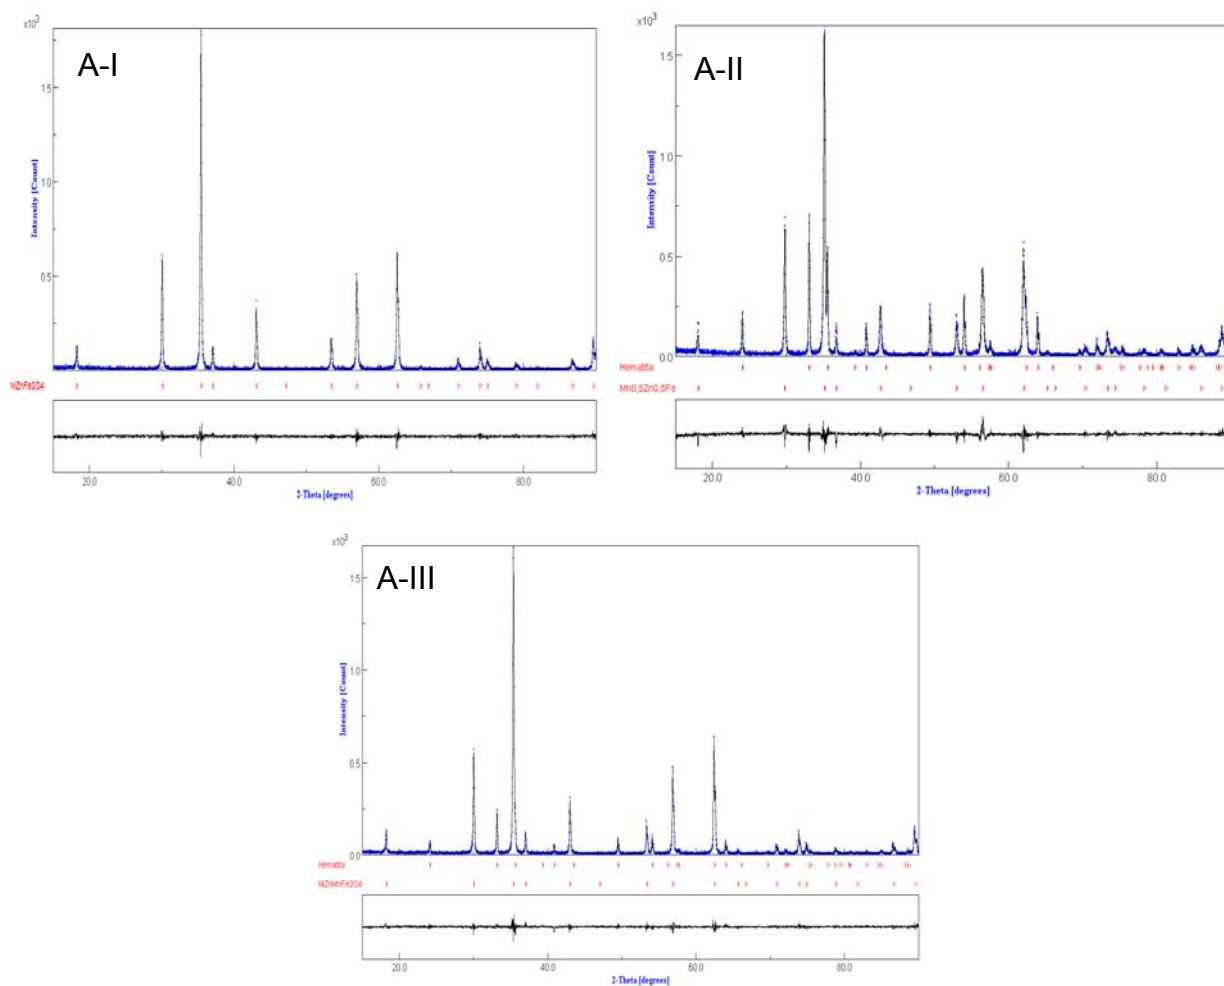 x10³
A-I
1.5
1.0
0.5
Intensity [Count]
NiZnFe2O4
20.0 40.0 60.0 80.0
2-Theta [degrees]
x10³
A-II
1.5
1.0
0.5
0.0
Intensity [Count]
Hematita
Mn0,5Zn0,5Fe
20.0 40.0 60.0 80.0
2-Theta [degrees]
x10³
A-III
1.5
1.0
0.5
0.0
Intensity [Count]
Hematita
NiZnMnFe2O4
20.0 40.0 60.0 80.0
2-Theta [degrees]